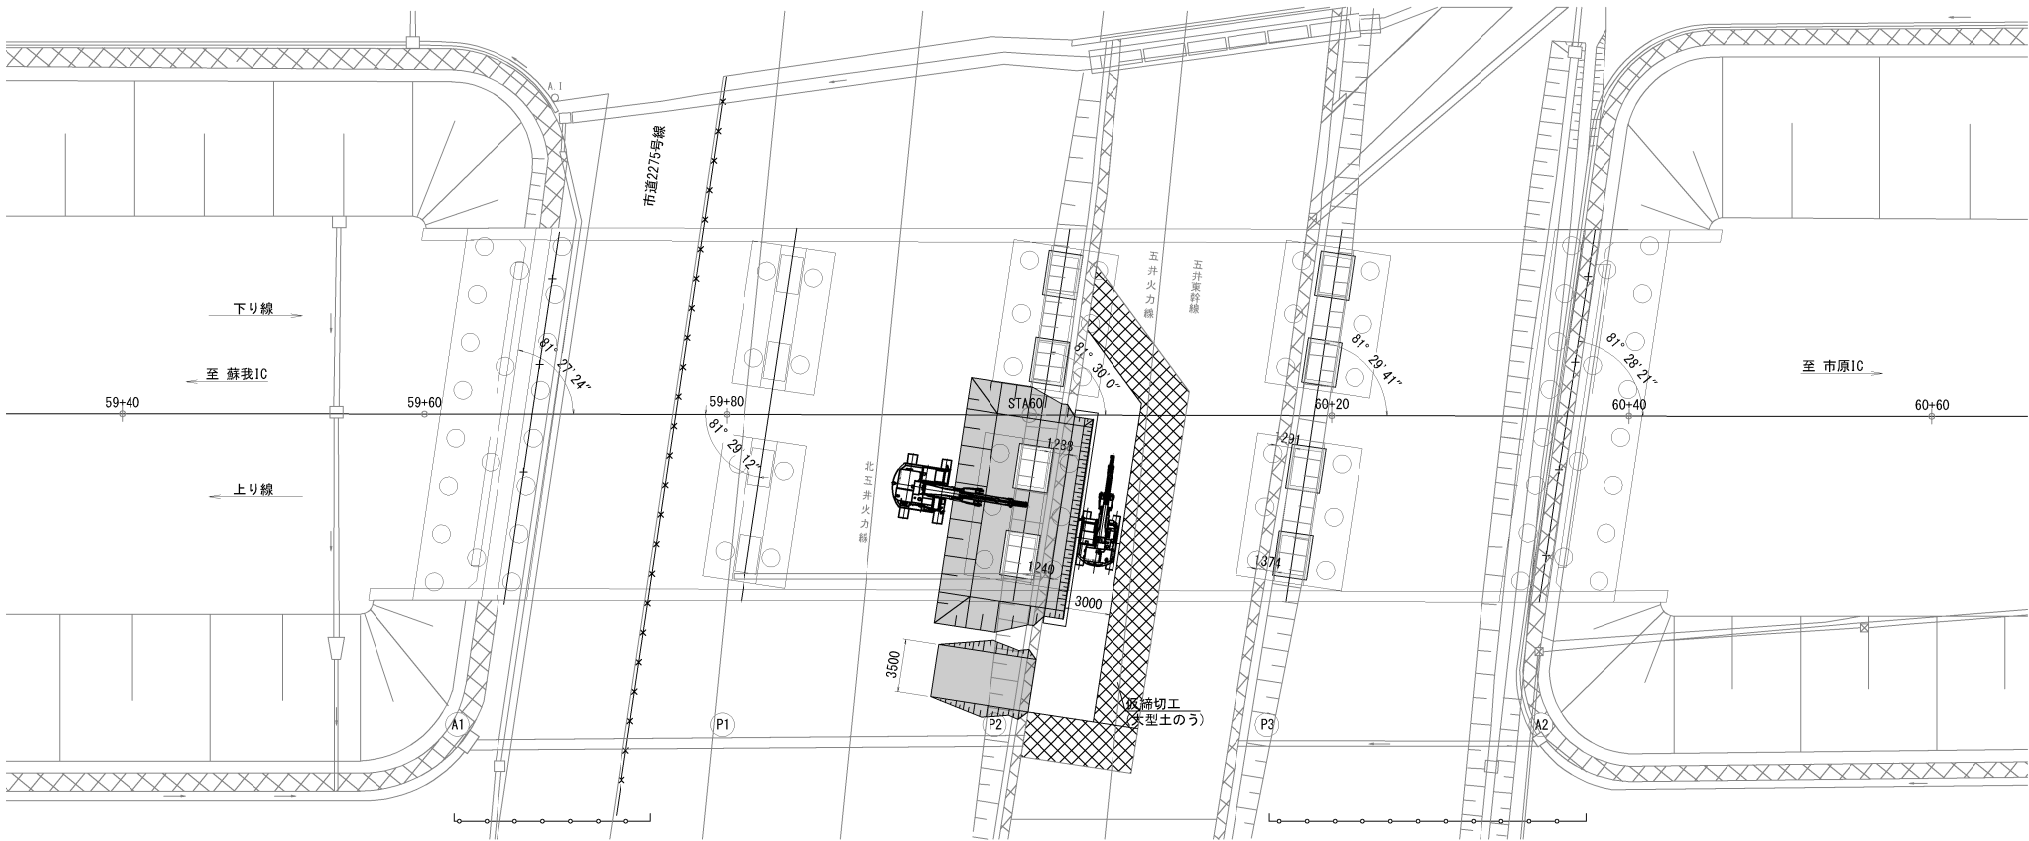 A.I
市道2275号線
五井火力線
五井東幹線
下り線
81° 27'24"
81° 30'0"
81° 29'41"
81° 28'21"
至 蘇我IC
至 市原IC
59+40
59+60
59+80
STA60
60+20
60+40
60+60
81° 29'12"
1238
1291
北五井火力線
上り線
1240
1374
3000
3500
仮締切工
(大型土のう)
A1
P1
P2
P3
A2